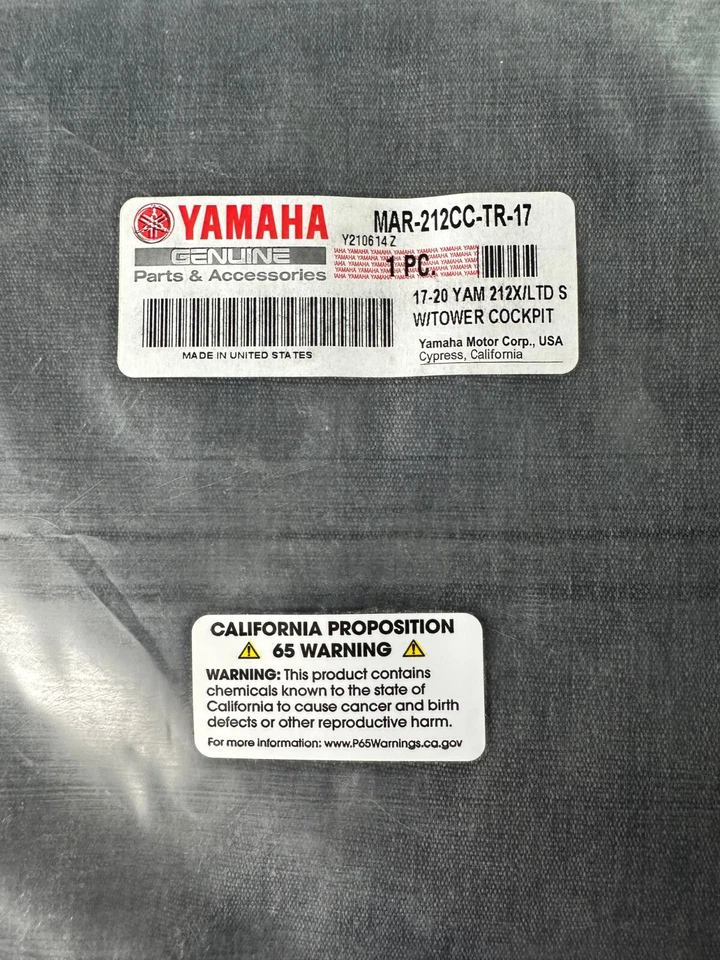 YAMAHA
MAR-212CC-TR-17
Y210614Z
GENUINE
Parts & Accessories
1 PC.
17-20 YAM 212X/LTD S
W/TOWER COCKPIT
MADE IN UNITED STATES
Yamaha Motor Corp., USA
Cypress, California
CALIFORNIA PROPOSITION
65 WARNING
WARNING: This product contains
chemicals known to the state of
California to cause cancer and birth
defects or other reproductive harm.
For more information: www.P65Warnings.ca.gov